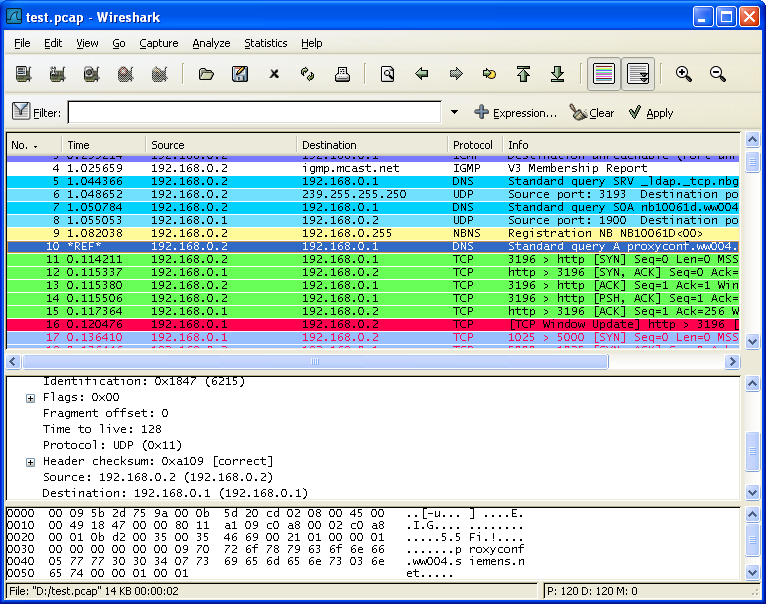 test.pcap - Wireshark
File Edit View Go Capture Analyze Statistics Help
Filter: Expression... Clear Apply
No. . Time Source Destination Protocol Info
3 0.299214 192.168.0.2 192.168.0.1 ICMP Destination unreachable (Port unr
4 1.025659 192.168.0.2 igmp.mcast.net IGMP V3 Membership Report
5 1.044366 192.168.0.2 192.168.0.1 DNS Standard query SRV _ldap._tcp.nbg
6 1.048652 192.168.0.2 239.255.255.250 UDP Source port: 3193 Destination po
7 1.050784 192.168.0.2 192.168.0.1 DNS Standard query SOA nb10061d.ww004
8 1.055053 192.168.0.1 192.168.0.2 UDP Source port: 1900 Destination po
9 1.082038 192.168.0.2 192.168.0.255 NBNS Registration NB NB10061D<00>
10 *REF* 192.168.0.2 192.168.0.1 DNS Standard query A proxyconf.ww004.
11 0.114211 192.168.0.2 192.168.0.1 TCP 3196 > http [SYN] Seq=0 Len=0 MSS
12 0.115337 192.168.0.1 192.168.0.2 TCP http > 3196 [SYN, ACK] Seq=0 Ack=
13 0.115380 192.168.0.2 192.168.0.1 TCP 3196 > http [ACK] Seq=1 Ack=1 Win
14 0.115506 192.168.0.2 192.168.0.1 TCP 3196 > http [PSH, ACK] Seq=1 Ack=
15 0.117364 192.168.0.1 192.168.0.2 TCP http > 3196 [ACK] Seq=1 Ack=256 W
16 0.120476 192.168.0.1 192.168.0.2 TCP [TCP Window Update] http > 3196 [
17 0.136410 192.168.0.1 192.168.0.2 TCP 1025 > 5000 [SYN] Seq=0 Len=0 MSS
Identification: 0x1847 (6215)
Flags: 0x00
Fragment offset: 0
Time to live: 128
Protocol: UDP (0x11)
Header checksum: 0xa109 [correct]
Source: 192.168.0.2 (192.168.0.2)
Destination: 192.168.0.1 (192.168.0.1)
0000 00 09 5b 2d 75 9a 00 0b 5d 20 cd 02 08 00 45 00 ..[-u... ] ....E.
0010 00 49 18 47 00 00 80 11 a1 09 c0 a8 00 02 c0 a8 .I.G.... ........
0020 00 01 0b d2 00 35 00 35 46 69 00 21 01 00 00 01 .....5.5 Fi.!....
0030 00 00 00 00 00 00 09 70 72 6f 78 79 63 6f 6e 66 .......p roxyconf
0040 05 77 77 30 30 34 07 73 69 65 6d 65 6e 73 03 6e .ww004.s iemens.n
0050 65 74 00 00 01 00 01 et.....
File: "D:/test.pcap" 14 KB 00:00:02 P: 120 D: 120 M: 0